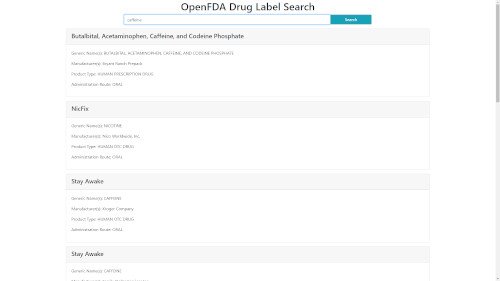 OpenFDA Drug Label Search
caffeine
Search
Butalbital, Acetaminophen, Caffeine, and Codeine Phosphate
Generic Name(s): BUTALBITAL, ACETAMINOPHEN, CAFFEINE, AND CODEINE PHOSPHATE
Manufacturer(s): Bryant Ranch Prepack
Product Type: HUMAN PRESCRIPTION DRUG
Administration Route: ORAL
NicFix
Generic Name(s): NICOTINE
Manufacturer(s): Nico Worldwide, Inc.
Product Type: HUMAN OTC DRUG
Administration Route: ORAL
Stay Awake
Generic Name(s): CAFFEINE
Manufacturer(s): Kroger Company
Product Type: HUMAN OTC DRUG
Administration Route: ORAL
Stay Awake
Generic Name(s): CAFFEINE